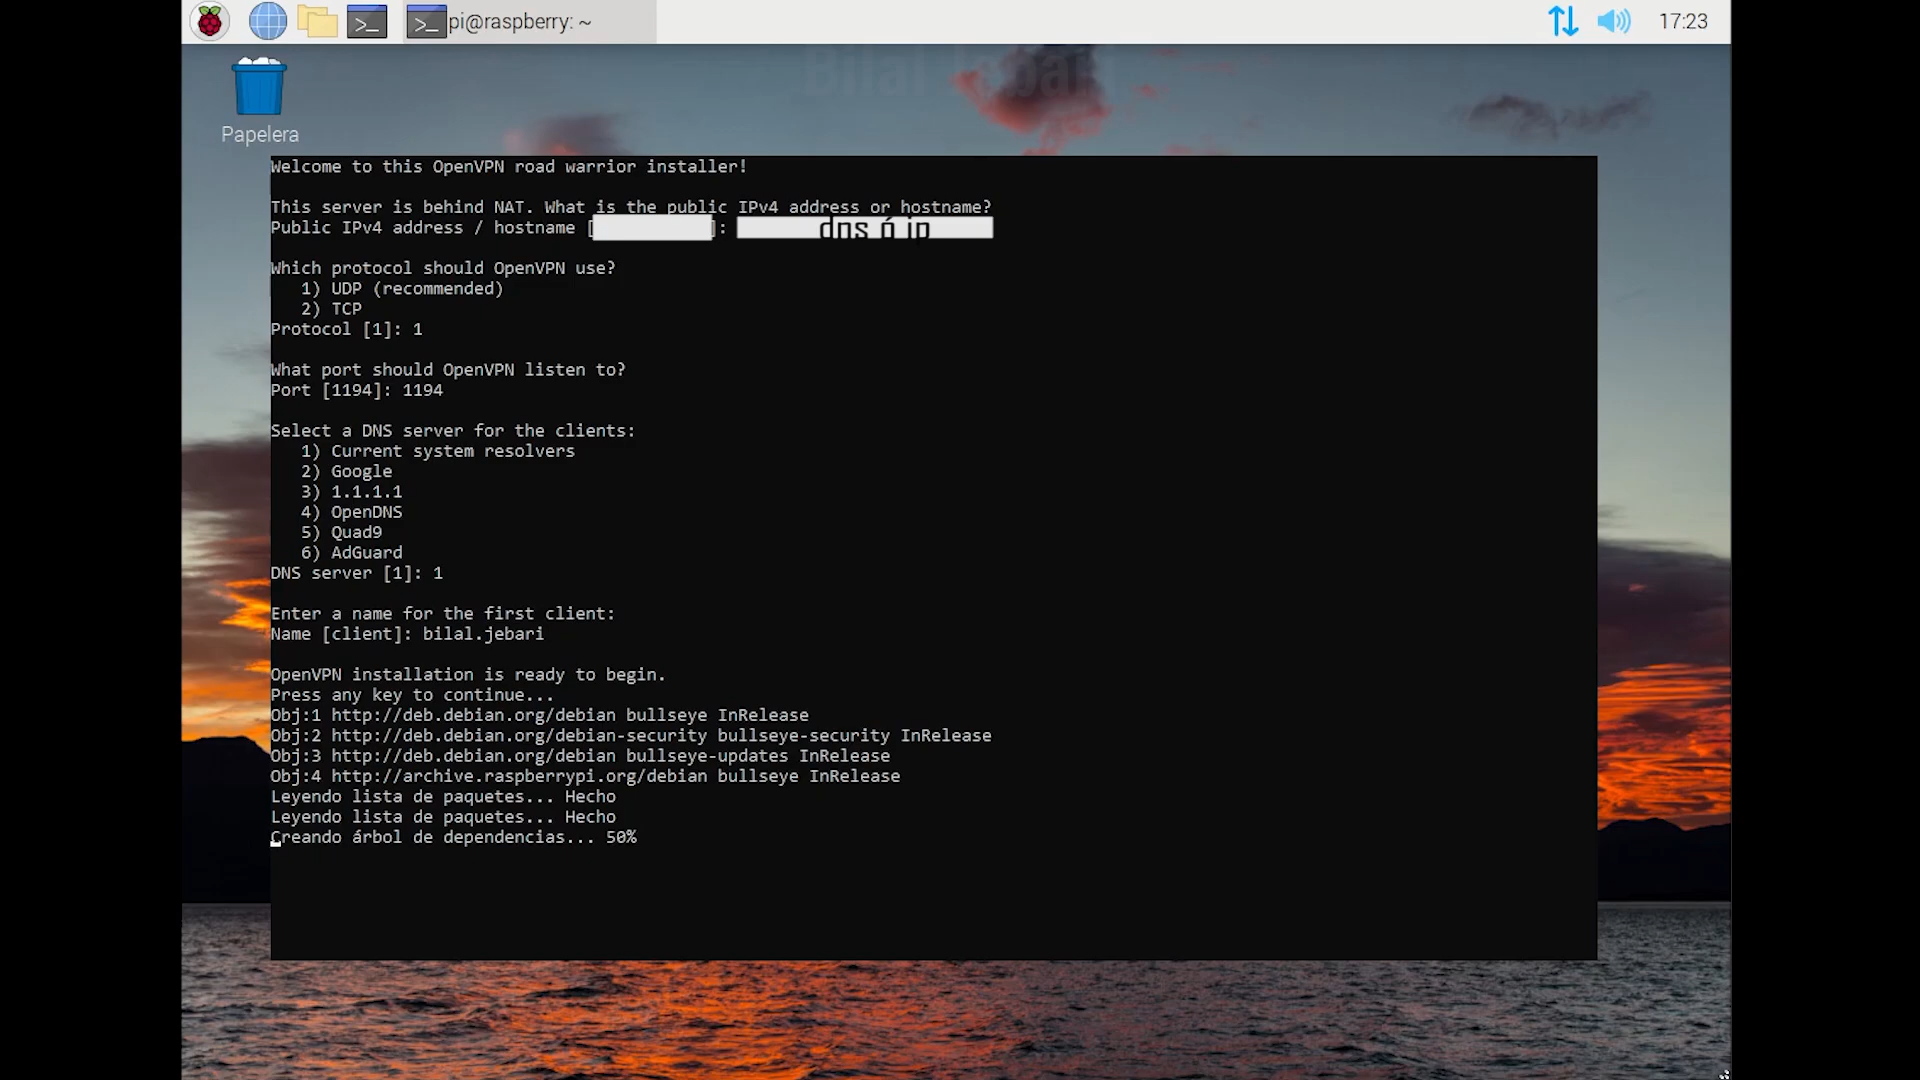 pi@raspberry: ~
17:23
Bilal Jebari
Papelera
Welcome to this OpenVPN road warrior installer!
This server is behind NAT. What is the public IPv4 address or hostname?
Public IPv4 address / hostname [ ]: dns ó ip
Which protocol should OpenVPN use?
1) UDP (recommended)
2) TCP
Protocol [1]: 1
What port should OpenVPN listen to?
Port [1194]: 1194
Select a DNS server for the clients:
1) Current system resolvers
2) Google
3) 1.1.1.1
4) OpenDNS
5) Quad9
6) AdGuard
DNS server [1]: 1
Enter a name for the first client:
Name [client]: bilal.jebari
OpenVPN installation is ready to begin.
Press any key to continue...
Obj:1 http://deb.debian.org/debian bullseye InRelease
Obj:2 http://deb.debian.org/debian-security bullseye-security InRelease
Obj:3 http://deb.debian.org/debian bullseye-updates InRelease
Obj:4 http://archive.raspberrypi.org/debian bullseye InRelease
Leyendo lista de paquetes... Hecho
Leyendo lista de paquetes... Hecho
Creando árbol de dependencias... 50%